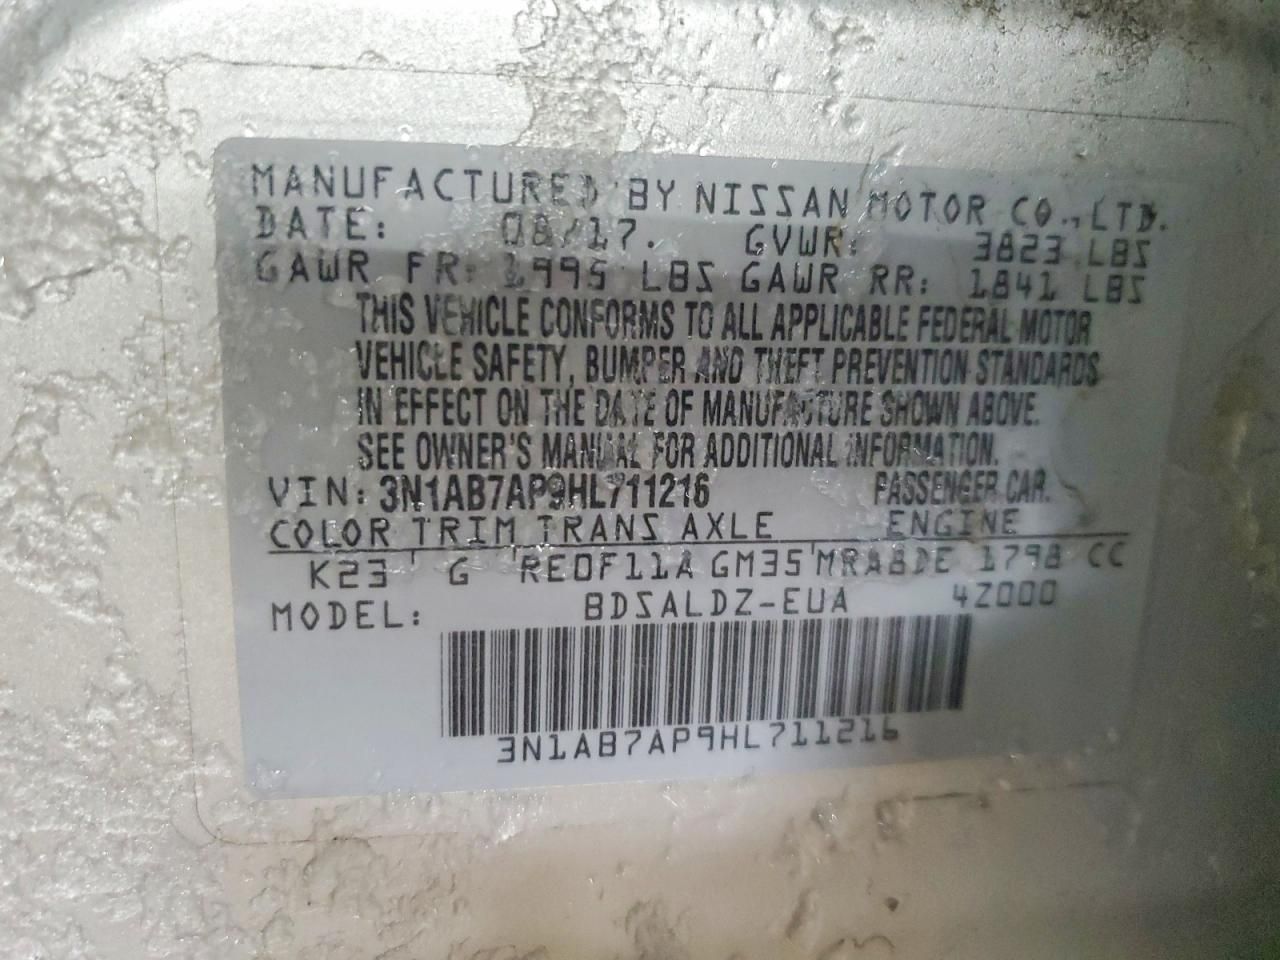 MANUFACTURED BY NISSAN MOTOR CO., LTD.
DATE: 08/17. GVWR: 3823 LBS
GAWR FR: 1995 LBS GAWR RR: 1841 LBS
THIS VEHICLE CONFORMS TO ALL APPLICABLE FEDERAL MOTOR
VEHICLE SAFETY, BUMPER AND THEFT PREVENTION STANDARDS
IN EFFECT ON THE DATE OF MANUFACTURE SHOWN ABOVE.
SEE OWNER'S MANUAL FOR ADDITIONAL INFORMATION.
VIN: 3N1AB7AP9HL711216 PASSENGER CAR.
COLOR TRIM TRANS AXLE ENGINE
K23 G RE0F11A GM35 MRA8DE 1798 CC
MODEL: BDSALDZ-EUA 4Z000
3N1AB7AP9HL711216